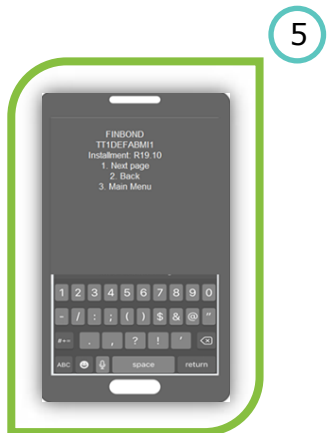 5
FINBOND
TT1DEFABMI1
Installment: R19.10
1. Next page
2. Back
3. Main Menu
1 2 3 4 5 6 7 8 9 0
- / : ; ( ) $ & @ "
#+= . , ? ! '
ABC space return